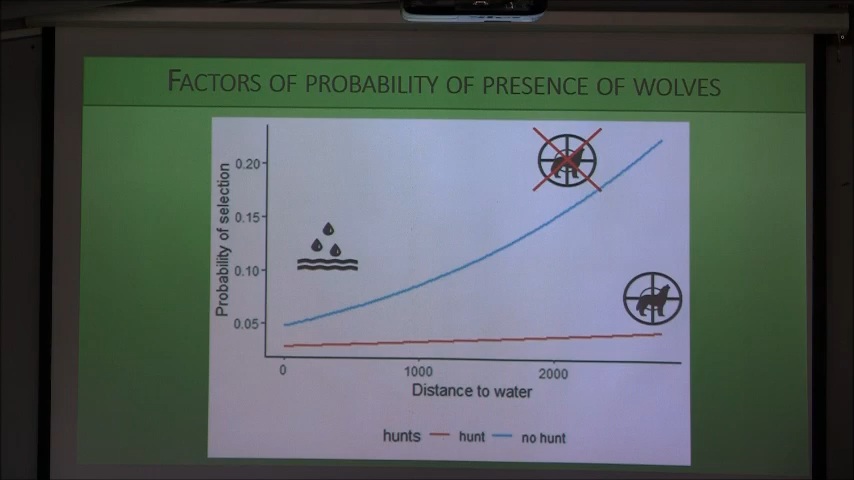 FACTORS OF PROBABILITY OF PRESENCE OF WOLVES
Probability of selection
0.20
0.15
0.10
0.05
0
1000
2000
Distance to water
hunts hunt no hunt